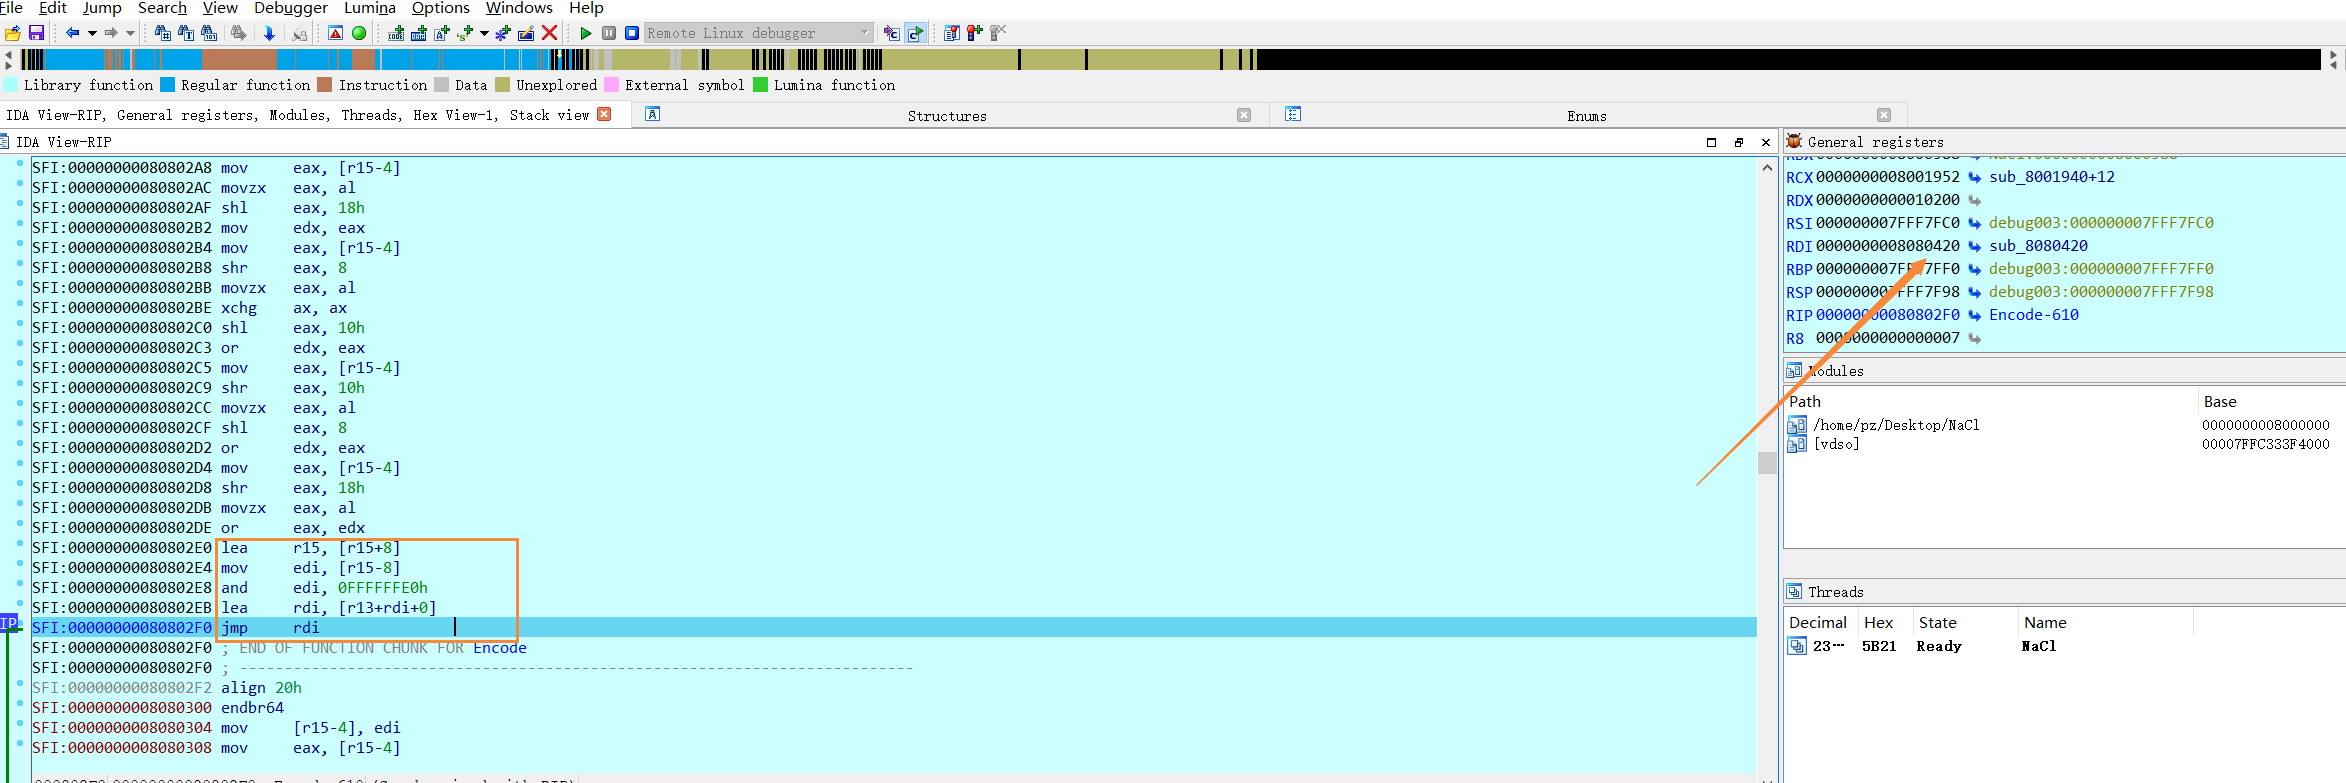 File Edit Jump Search View Debugger Lumina Options Windows Help
Remote Linux debugger
Library function Regular function Instruction Data Unexplored External symbol Lumina function
IDA View-RIP, General registers, Modules, Threads, Hex View-1, Stack view Structures Enums
IDA View-RIP
SFI:00000000080802A8 mov eax, [r15-4]
SFI:00000000080802AC movzx eax, al
SFI:00000000080802AF shl eax, 18h
SFI:00000000080802B2 mov edx, eax
SFI:00000000080802B4 mov eax, [r15-4]
SFI:00000000080802B8 shr eax, 8
SFI:00000000080802BB movzx eax, al
SFI:00000000080802BE xchg ax, ax
SFI:00000000080802C0 shl eax, 10h
SFI:00000000080802C3 or edx, eax
SFI:00000000080802C5 mov eax, [r15-4]
SFI:00000000080802C9 shr eax, 10h
SFI:00000000080802CC movzx eax, al
SFI:00000000080802CF shl eax, 8
SFI:00000000080802D2 or edx, eax
SFI:00000000080802D4 mov eax, [r15-4]
SFI:00000000080802D8 shr eax, 18h
SFI:00000000080802DB movzx eax, al
SFI:00000000080802DE or eax, edx
SFI:00000000080802E0 lea r15, [r15+8]
SFI:00000000080802E4 mov edi, [r15-8]
SFI:00000000080802E8 and edi, 0FFFFFFE0h
SFI:00000000080802EB lea rdi, [r13+rdi+0]
SFI:00000000080802F0 jmp rdi
SFI:00000000080802F0 ; END OF FUNCTION CHUNK FOR Encode
SFI:00000000080802F0 ; ---------------------------------------------------------------------------
SFI:00000000080802F2 align 20h
SFI:0000000008080300 endbr64
SFI:0000000008080304 mov [r15-4], edi
SFI:0000000008080308 mov eax, [r15-4]
General registers
RCX 0000000008001952 sub_8001940+12
RDX 0000000000010200
RSI 000000007FFF7FC0 debug003:000000007FFF7FC0
RDI 0000000008080420 sub_8080420
RBP 000000007FFF7FF0 debug003:000000007FFF7FF0
RSP 000000007FFF7F98 debug003:000000007FFF7F98
RIP 00000000080802F0 Encode-610
R8 0000000000000007
Modules
Path Base
/home/pz/Desktop/NaCl 0000000008000000
[vdso] 00007FFC333F4000
Threads
Decimal Hex State Name
23… 5B21 Ready NaCl